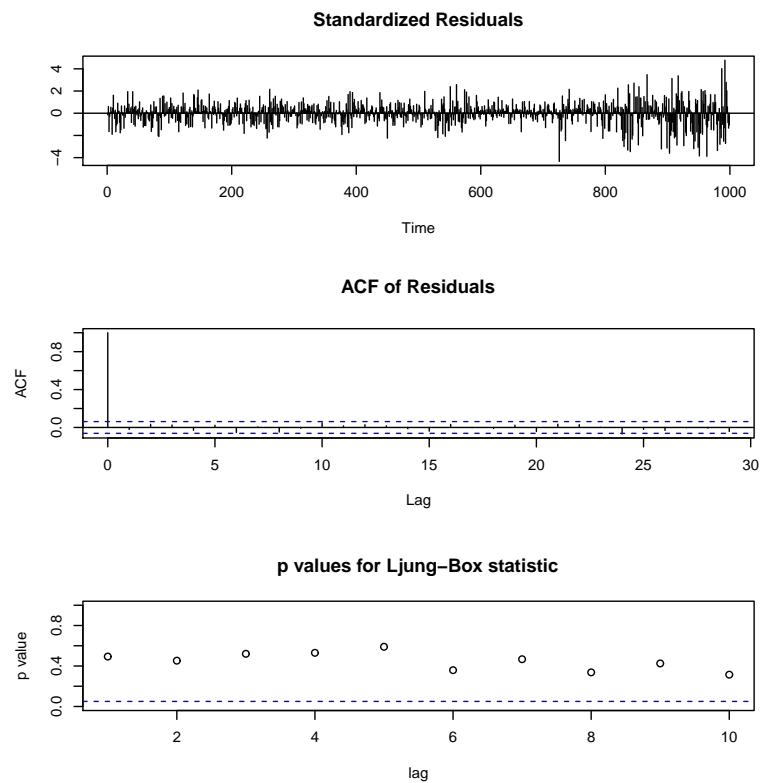 Standardized Residuals
4
2
0
−4
0 200 400 600 800 1000
Time
ACF of Residuals
ACF
0.8
0.4
0.0
0 5 10 15 20 25 30
Lag
p values for Ljung−Box statistic
p value
0.8
0.4
0.0
2 4 6 8 10
lag